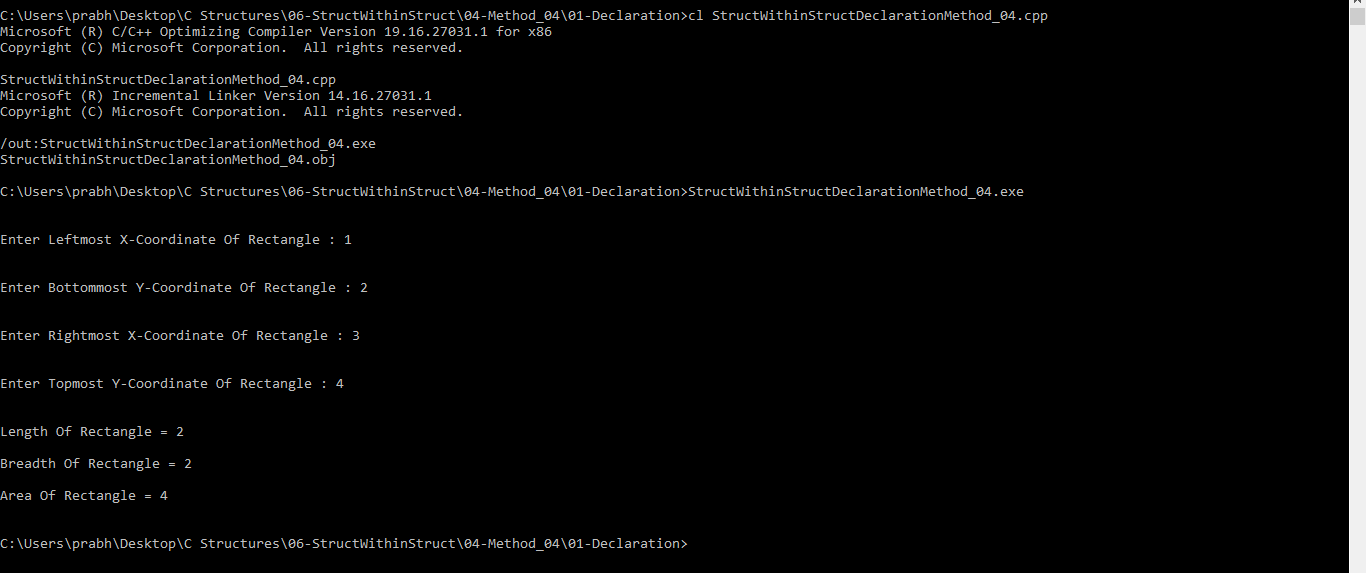 C:\Users\prabh\Desktop\C Structures\06-StructWithinStruct\04-Method_04\01-Declaration>cl StructWithinStructDeclarationMethod_04.cpp
Microsoft (R) C/C++ Optimizing Compiler Version 19.16.27031.1 for x86
Copyright (C) Microsoft Corporation.  All rights reserved.
StructWithinStructDeclarationMethod_04.cpp
Microsoft (R) Incremental Linker Version 14.16.27031.1
Copyright (C) Microsoft Corporation.  All rights reserved.
/out:StructWithinStructDeclarationMethod_04.exe
StructWithinStructDeclarationMethod_04.obj
C:\Users\prabh\Desktop\C Structures\06-StructWithinStruct\04-Method_04\01-Declaration>StructWithinStructDeclarationMethod_04.exe
Enter Leftmost X-Coordinate Of Rectangle : 1
Enter Bottommost Y-Coordinate Of Rectangle : 2
Enter Rightmost X-Coordinate Of Rectangle : 3
Enter Topmost Y-Coordinate Of Rectangle : 4
Length Of Rectangle = 2
Breadth Of Rectangle = 2
Area Of Rectangle = 4
C:\Users\prabh\Desktop\C Structures\06-StructWithinStruct\04-Method_04\01-Declaration>